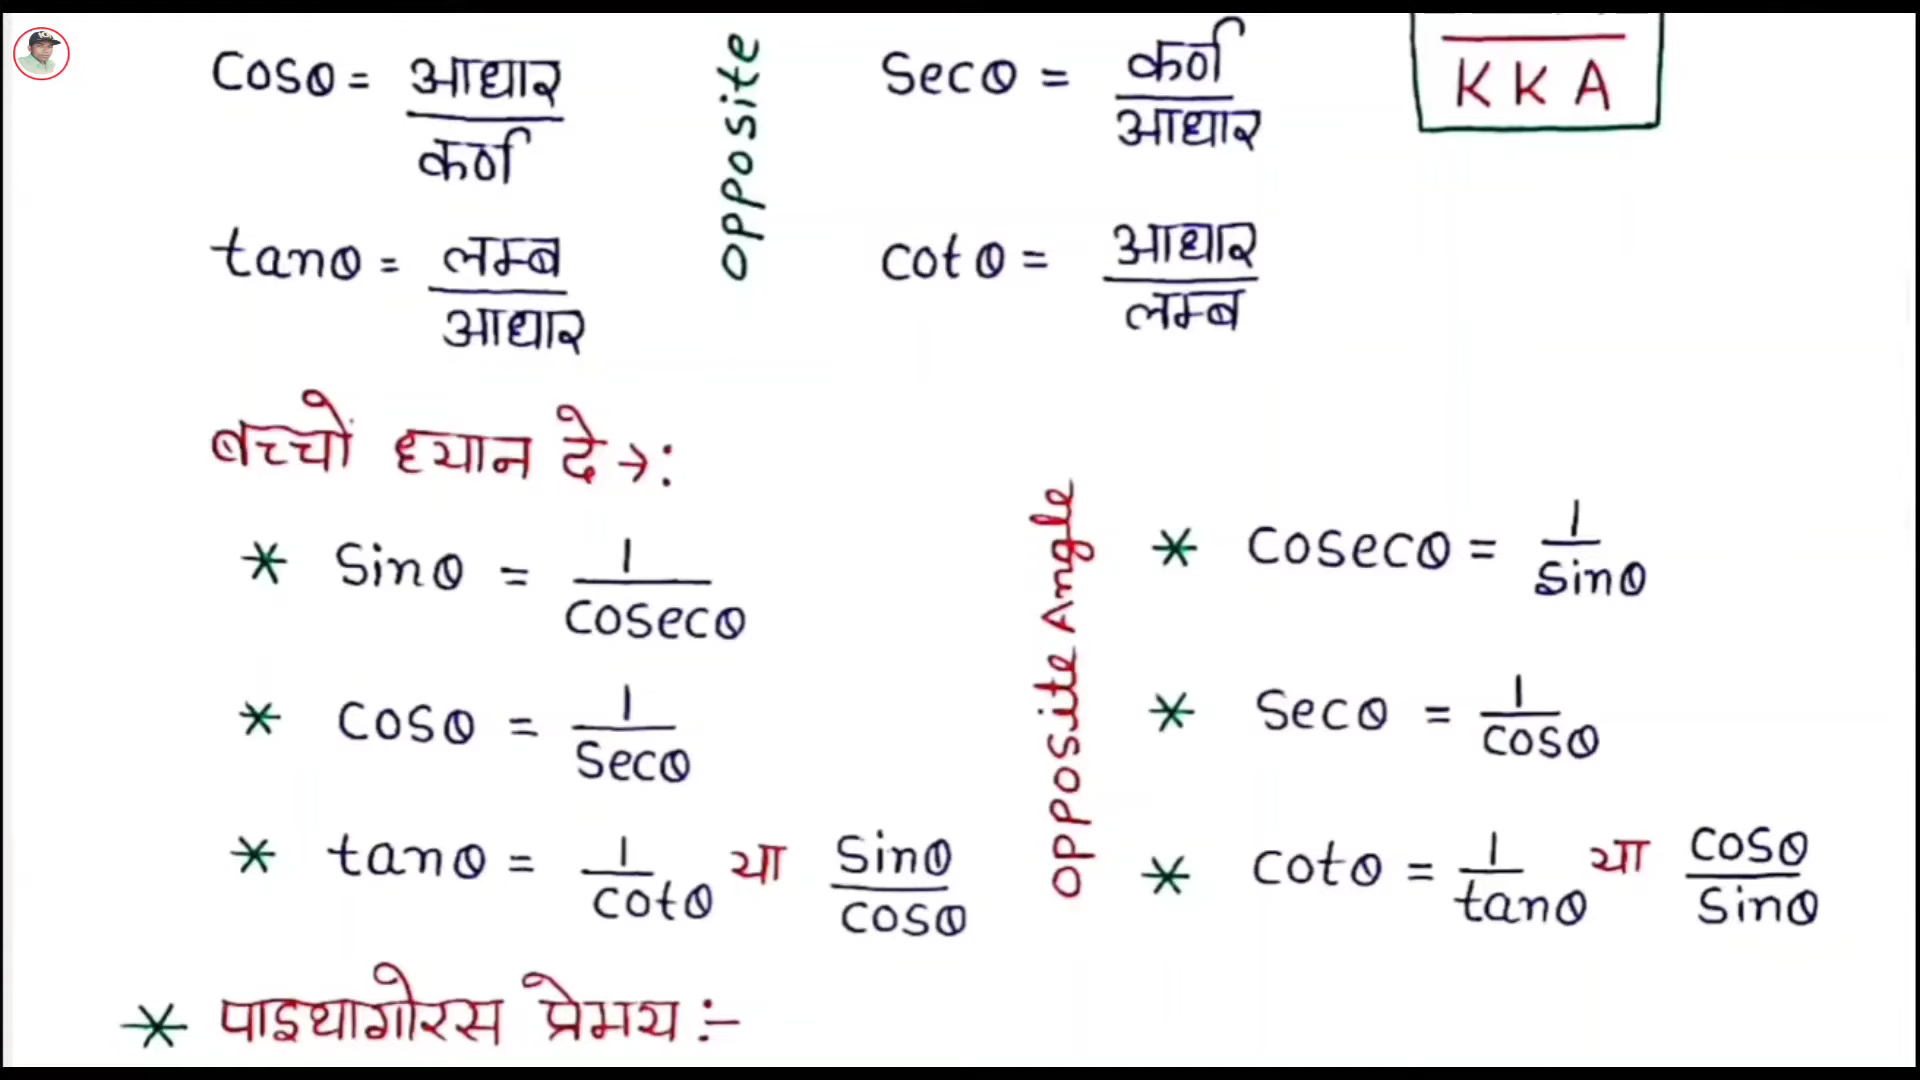 cosθ = आधार / कर्ण
opposite
secθ = कर्ण / आधार
K K A
tanθ = लम्ब / आधार
cotθ = आधार / लम्ब
बच्चों ध्यान दे →:
* sinθ = 1 / cosecθ
* cosθ = 1 / secθ
* tanθ = 1 / cotθ या sinθ / cosθ
opposite Angle
* cosecθ = 1 / sinθ
* secθ = 1 / cosθ
* cotθ = 1 / tanθ या cosθ / sinθ
* पाइथागोरस प्रेमय :-